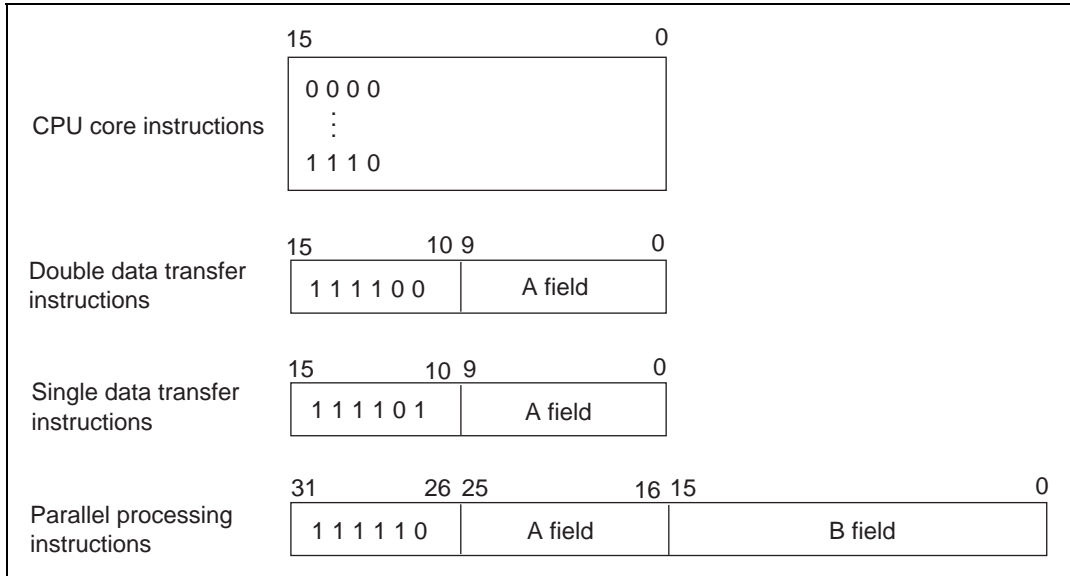 15 0
CPU core instructions
0 0 0 0
⋮
1 1 1 0
15 10 9 0
Double data transfer
instructions
1 1 1 1 0 0 A field
15 10 9 0
Single data transfer
instructions
1 1 1 1 0 1 A field
31 26 25 16 15 0
Parallel processing
instructions
1 1 1 1 1 0 A field B field